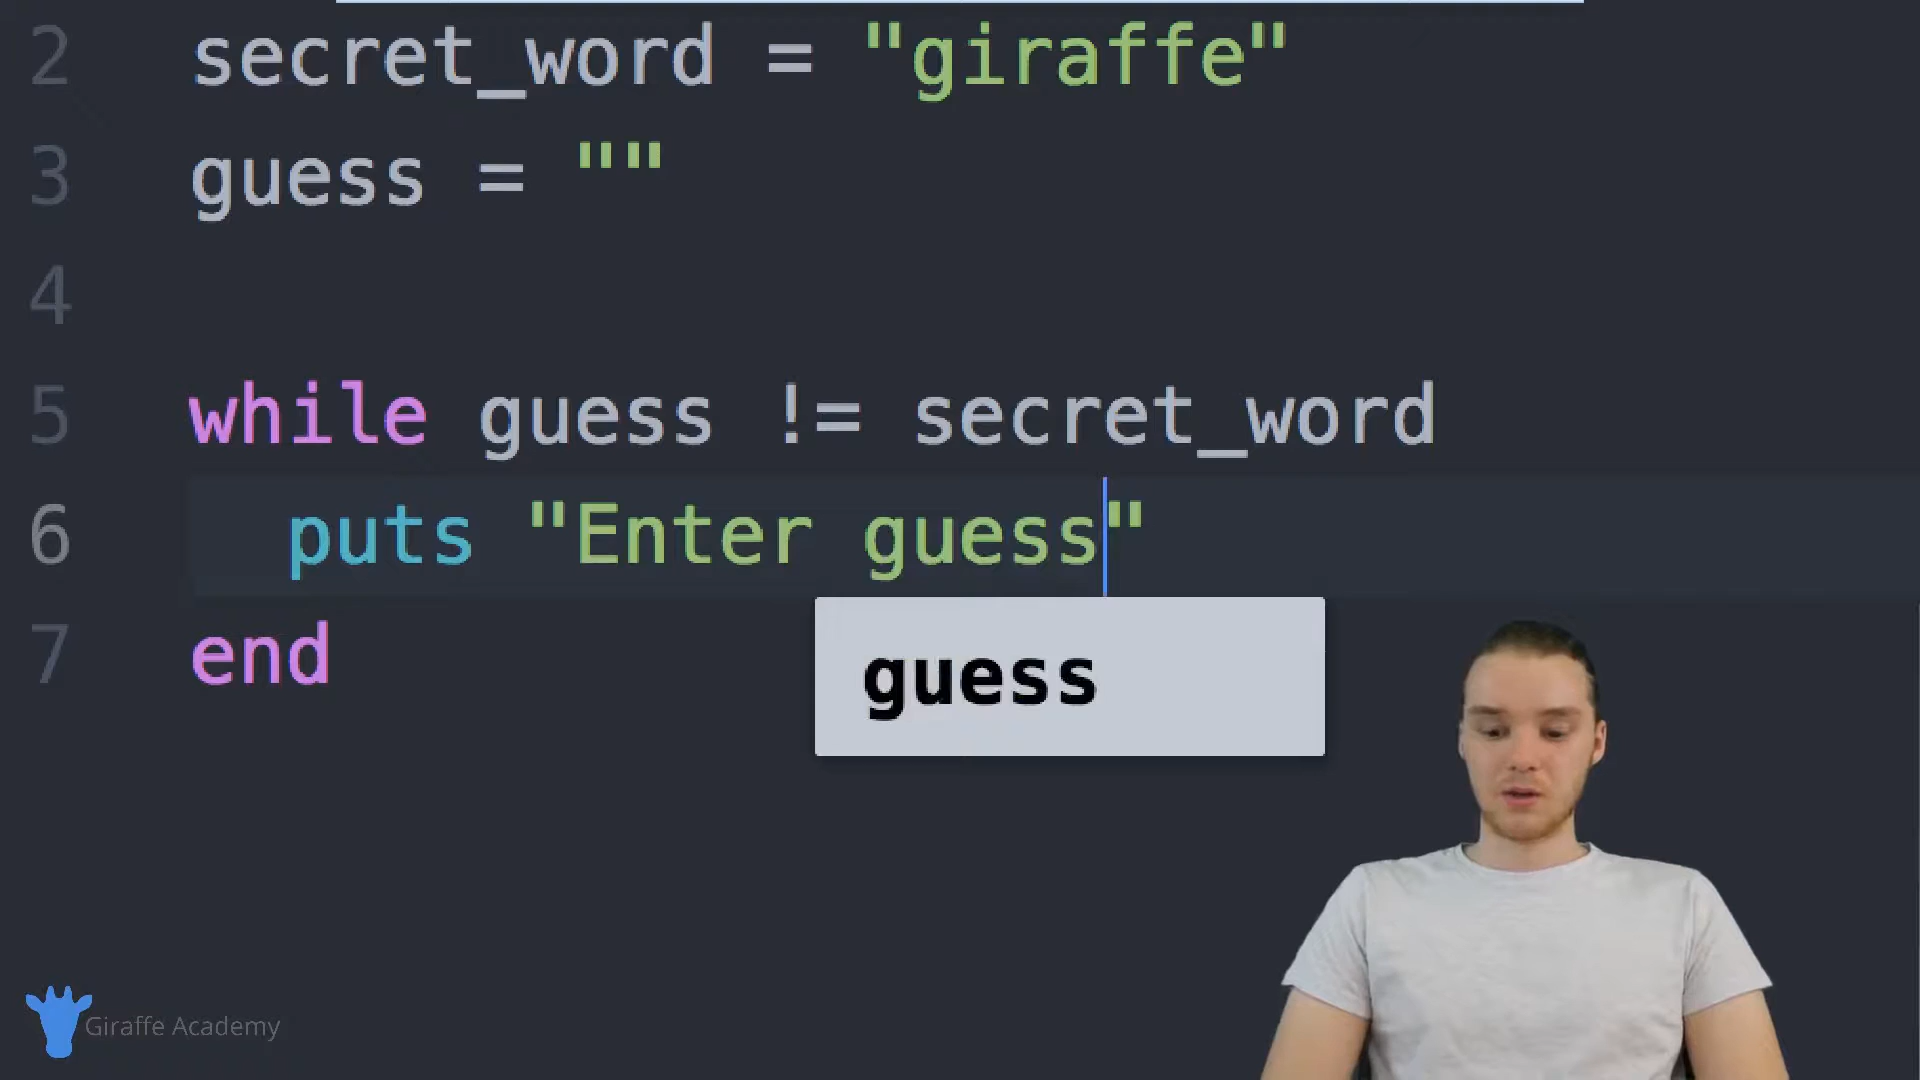 2 secret_word = "giraffe"
3 guess = ""
4
5 while guess != secret_word
6 puts "Enter guess"
guess
7 end
Giraffe Academy